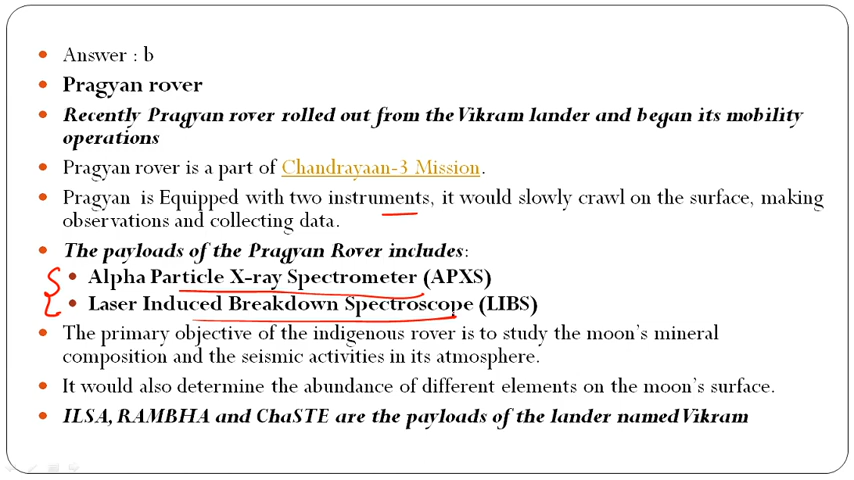 Answer : b
Pragyan rover
Recently Pragyan rover rolled out from the Vikram lander and began its mobility
operations
Pragyan rover is a part of Chandrayaan-3 Mission.
Pragyan is Equipped with two instruments, it would slowly crawl on the surface, making
observations and collecting data.
The payloads of the Pragyan Rover includes:
Alpha Particle X-ray Spectrometer (APXS)
Laser Induced Breakdown Spectroscope (LIBS)
The primary objective of the indigenous rover is to study the moon's mineral
composition and the seismic activities in its atmosphere.
It would also determine the abundance of different elements on the moon's surface.
ILSA, RAMBHA and ChaSTE are the payloads of the lander named Vikram